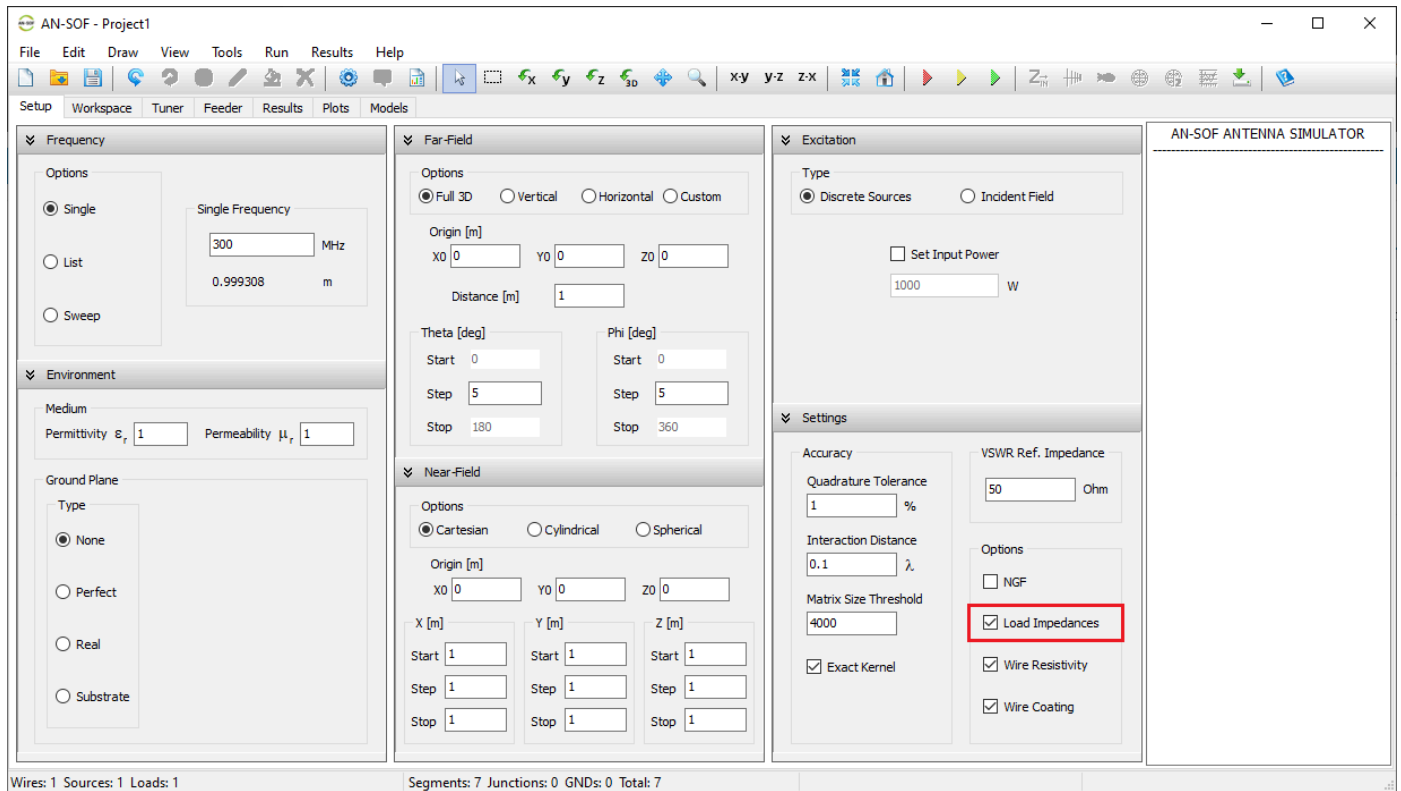 AN-SOF - Project1
File Edit Draw View Tools Run Results Help
x y z 3D x·y y·z z·x Z IN
Setup Workspace Tuner Feeder Results Plots Models
Frequency
Options
Single
List
Sweep
Single Frequency
300 MHz
0.999308 m
Environment
Medium
Permittivity εr 1 Permeability μr 1
Ground Plane
Type
None
Perfect
Real
Substrate
Far-Field
Options
Full 3D Vertical Horizontal Custom
Origin [m]
X0 0 Y0 0 Z0 0
Distance [m] 1
Theta [deg]
Start 0
Step 5
Stop 180
Phi [deg]
Start 0
Step 5
Stop 360
Near-Field
Options
Cartesian Cylindrical Spherical
Origin [m]
X0 0 Y0 0 Z0 0
X [m] Y [m] Z [m]
Start 1 Start 1 Start 1
Step 1 Step 1 Step 1
Stop 1 Stop 1 Stop 1
Excitation
Type
Discrete Sources Incident Field
Set Input Power
1000 W
Settings
Accuracy
Quadrature Tolerance
1 %
Interaction Distance
0.1 λ
Matrix Size Threshold
4000
Exact Kernel
VSWR Ref. Impedance
50 Ohm
Options
NGF
Load Impedances
Wire Resistivity
Wire Coating
AN-SOF ANTENNA SIMULATOR
Wires: 1 Sources: 1 Loads: 1 Segments: 7 Junctions: 0 GNDs: 0 Total: 7